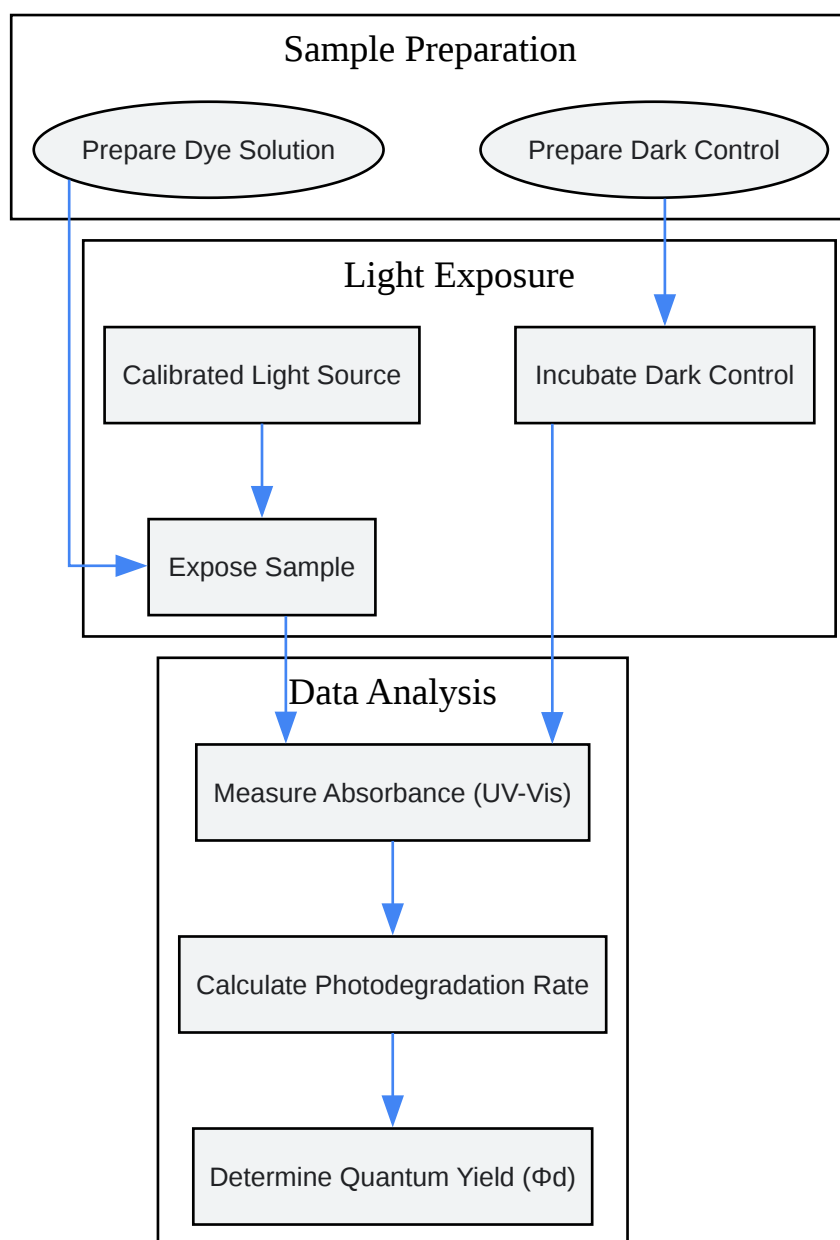 Sample Preparation
Prepare Dye Solution
Prepare Dark Control
Light Exposure
Calibrated Light Source
Incubate Dark Control
Expose Sample
Data Analysis
Measure Absorbance (UV-Vis)
Calculate Photodegradation Rate
Determine Quantum Yield (Φd)